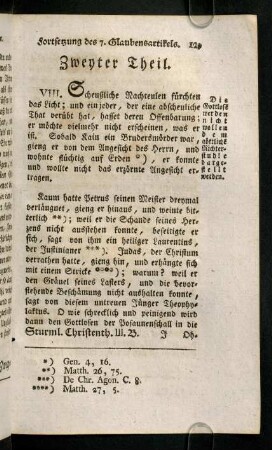 Fortsetzung des 7. Glaubensartikels. 129
Zweyter Theil.
VIII. Scheußliche Nachteulen fürchten
das Licht; und ein jeder, der eine abscheuliche
That verübt hat, hasset deren Offenbarung;
er möchte vielmehr nicht erscheinen, was er
ist. Sobald Kain ein Brudermörder war,
gieng er von dem Angesicht des Herrn, und
wohnte flüchtig auf Erden *), er konnte
und wollte nicht das erzörnte Angesicht er-
tragen.
Die
Gottlosen
werden
nicht
wollen
dem
göttlichen
Richter-
stuhle
darge-
stellt
werden.
Kaum hatte Petrus seinen Meister dreymal
verläugnet, gieng er hinaus, und weinte bit-
terlich **); weil er die Schande seines Her-
zens nicht ausstehen konnte, beseitigte er
sich, sagt von ihm ein heiliger Laurentius,
der Justinianer ***). Judas, der Christum
verrathen hatte, gieng hin, und erhängte sich
mit einem Stricke ****); warum? weil er
den Gräuel seines Lasters, und die bevor-
stehende Beschämung nicht aushalten konnte,
sagt von diesem untreuen Jünger Theophy-
laktus. O wie schrecklich und peinigend wird
dann den Gottlosen der Posaunenschall in die
Sturml. Christenth. III. B. J Oh-
*) Gen. 4, 16.
**) Matth. 26, 75.
***) De Chr. Agon. C. 8.
****) Matth. 27, 5.